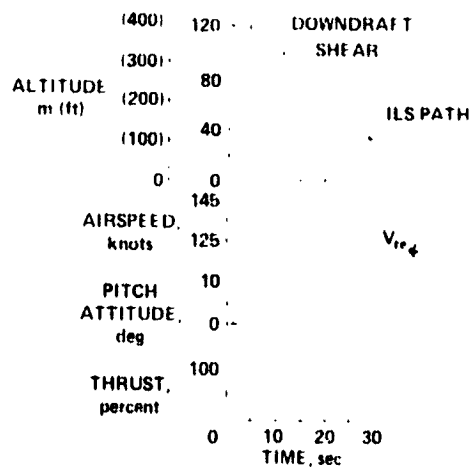 (400) 120 DOWNDRAFT
SHEAR
(300)
ALTITUDE 80
m (ft) (200)
ILS PATH
(100) 40
0 0
145
AIRSPEED,
knots 125 Vref
10
PITCH
ATTITUDE, 0
deg
100
THRUST,
percent
0 10 20 30
TIME, sec